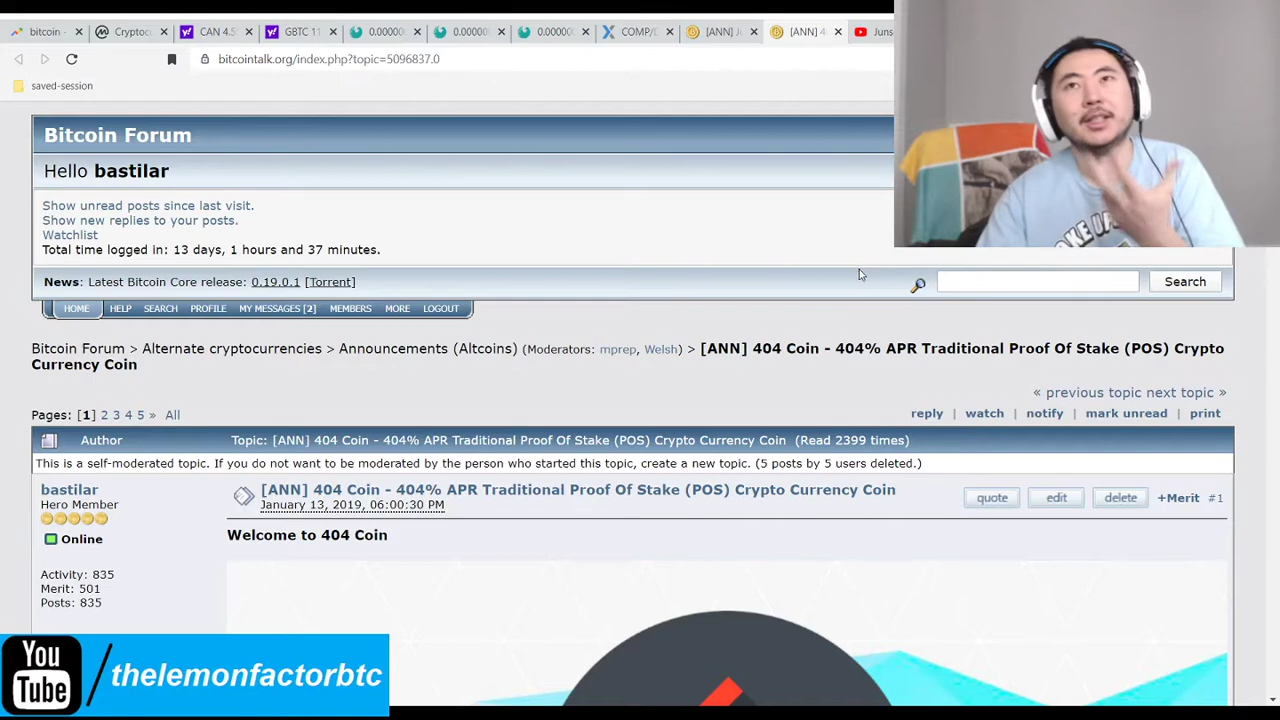 bitcoin -
Cryptoc
CAN 4.5
GBTC 11.
0.00000
0.00000
0.00000
COMP/D
[ANN] J
[ANN] 4
Juns
bitcointalk.org/index.php?topic=5096837.0
saved-session
Bitcoin Forum
Hello bastilar
Show unread posts since last visit.
Show new replies to your posts.
Watchlist
Total time logged in: 13 days, 1 hours and 37 minutes.
News: Latest Bitcoin Core release: 0.19.0.1 [Torrent]
Search
HOME HELP SEARCH PROFILE MY MESSAGES [2] MEMBERS MORE LOGOUT
Bitcoin Forum > Alternate cryptocurrencies > Announcements (Altcoins) (Moderators: mprep, Welsh) > [ANN] 404 Coin - 404% APR Traditional Proof Of Stake (POS) Crypto
Currency Coin
« previous topic next topic »
Pages: [1] 2 3 4 5 » All
reply | watch | notify | mark unread | print
Author Topic: [ANN] 404 Coin - 404% APR Traditional Proof Of Stake (POS) Crypto Currency Coin (Read 2399 times)
This is a self-moderated topic. If you do not want to be moderated by the person who started this topic, create a new topic. (5 posts by 5 users deleted.)
bastilar
Hero Member
Online
Activity: 835
Merit: 501
Posts: 835
[ANN] 404 Coin - 404% APR Traditional Proof Of Stake (POS) Crypto Currency Coin
January 13, 2019, 06:00:30 PM
quote edit delete +Merit #1
Welcome to 404 Coin
You
Tube
/thelemonfactorbtc